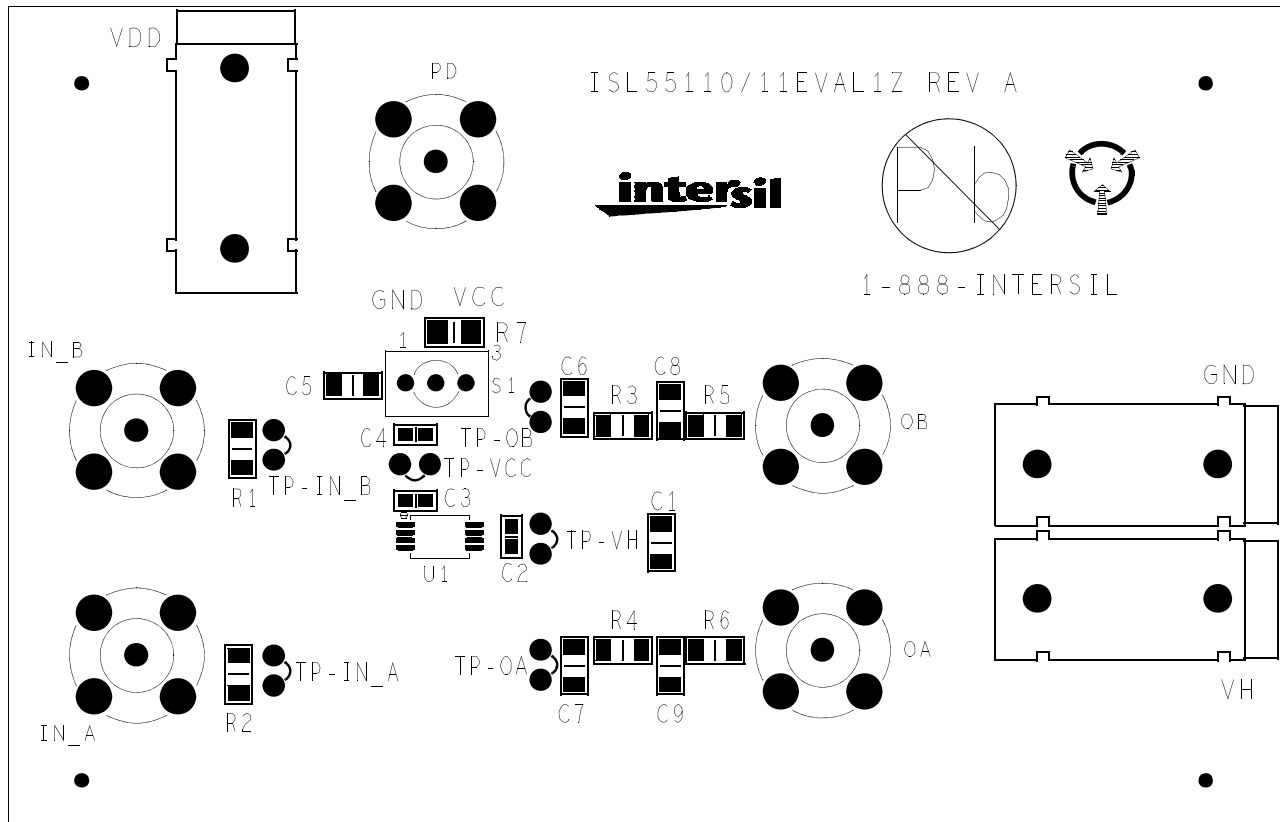 VDD
PD
ISL55110/11EVAL1Z REV A
intersil
Pb
1-888-INTERSIL
GND VCC
1
R7
3
IN_B
C5
S1
C6
C8
R3
R5
GND
C4
TP-OB
OB
TP-VCC
R1
TP-IN_B
C3
C1
TP-VH
U1
C2
R4
R6
TP-IN_A
TP-OA
OA
VH
R2
C7
C9
IN_A